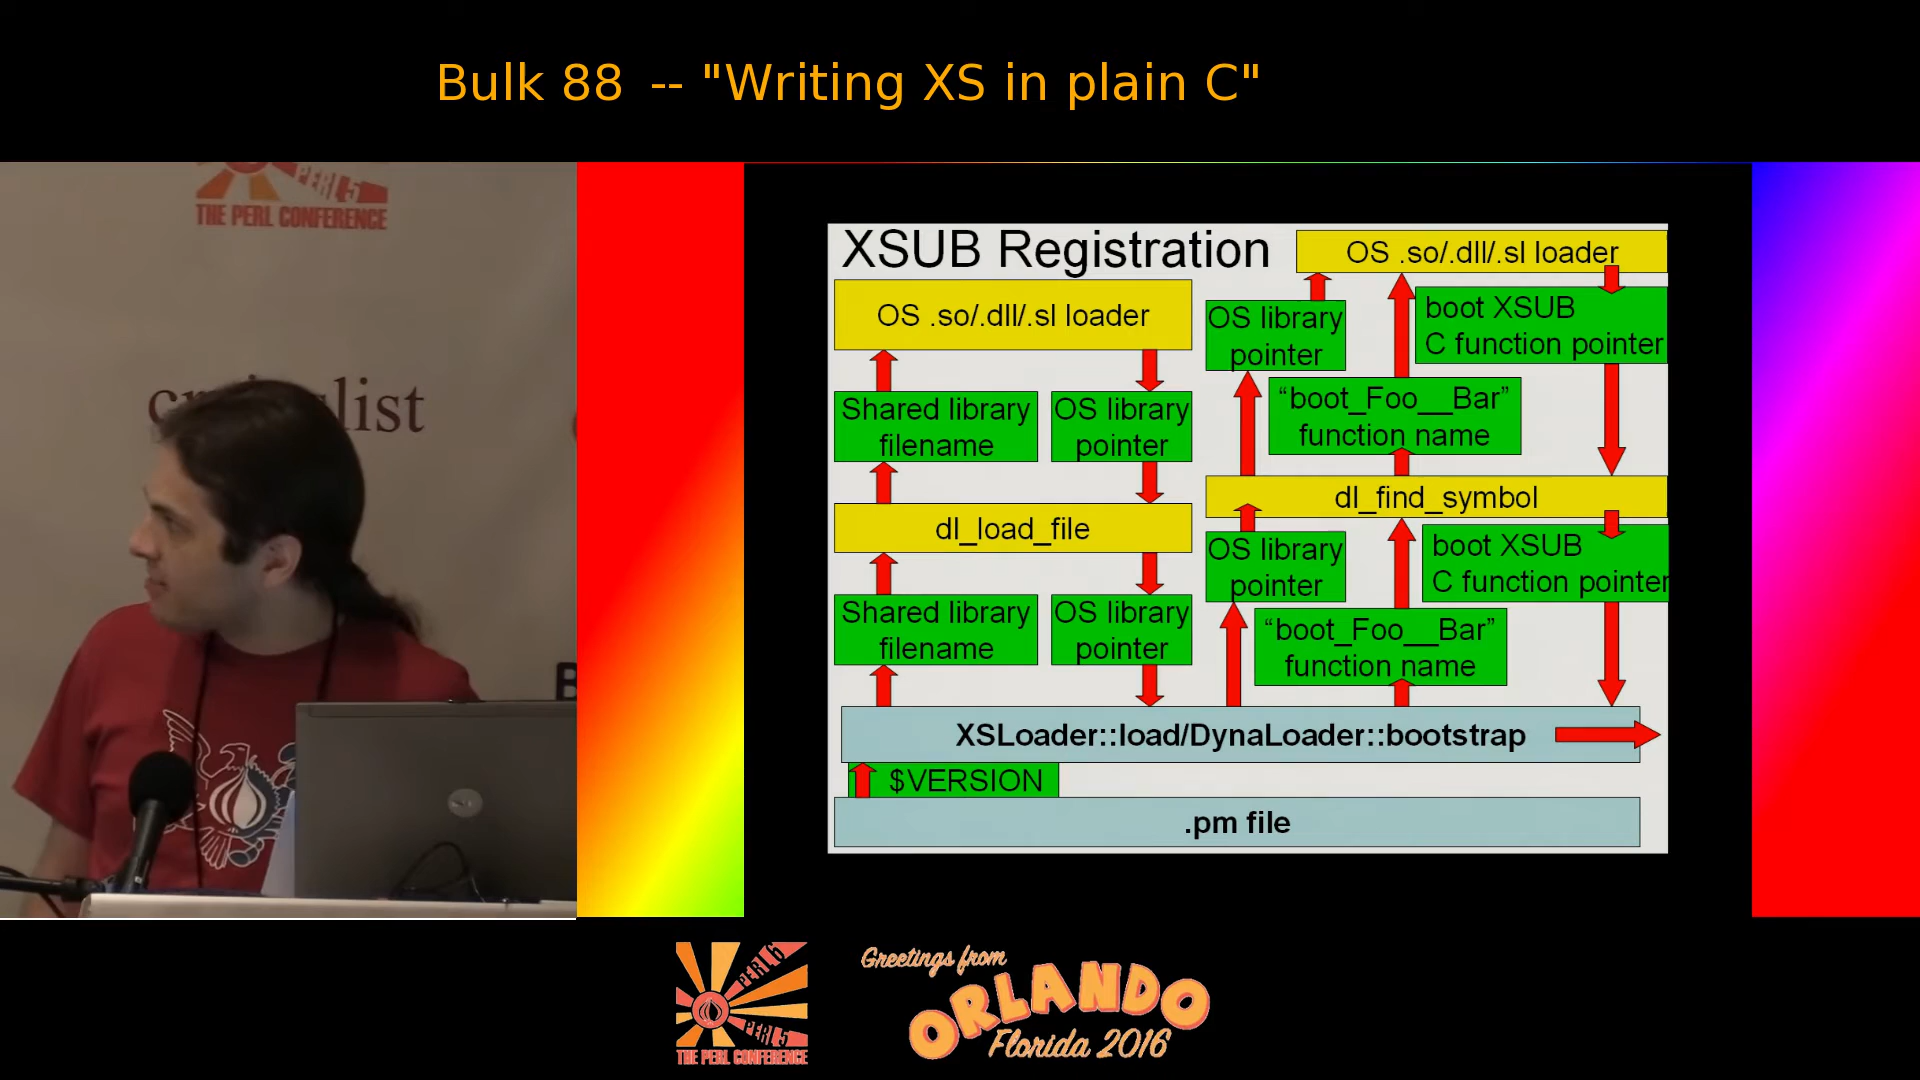 Bulk 88 -- "Writing XS in plain C"
PERL 5
THE PERL CONFERENCE
list
B
XSUB Registration
OS .so/.dll/.sl loader
Shared library
filename
OS library
pointer
dl_load_file
Shared library
filename
OS library
pointer
OS .so/.dll/.sl loader
OS library
pointer
boot XSUB
C function pointer
“boot_Foo__Bar”
function name
dl_find_symbol
OS library
pointer
boot XSUB
C function pointer
“boot_Foo__Bar”
function name
XSLoader::load/DynaLoader::bootstrap
$VERSION
.pm file
PERL 6
PERL 5
THE PERL CONFERENCE
Greetings from
ORLANDO
Florida 2016